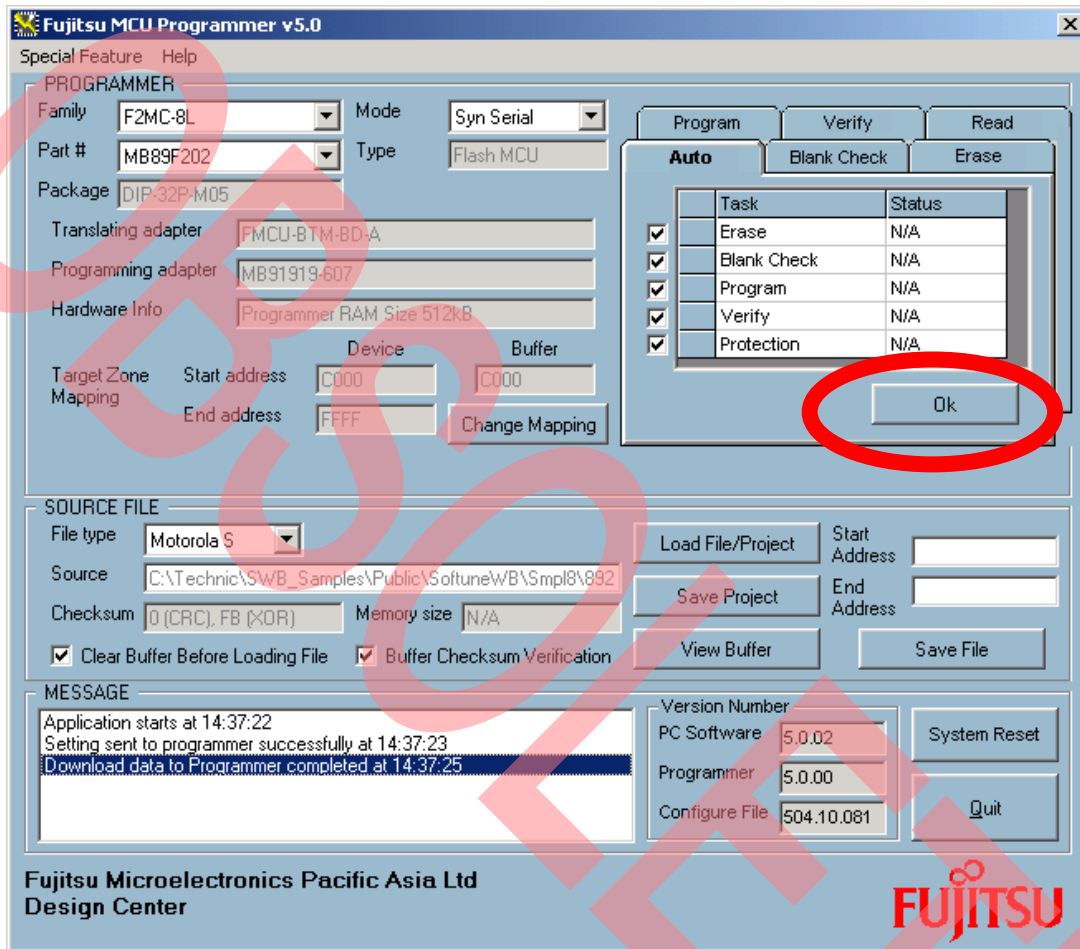 Fujitsu MCU Programmer v5.0
Special Feature Help
PROGRAMMER
Family F2MC-8L Mode Syn Serial
Part # MB89F202 Type Flash MCU
Package DIP-32P-M05
Translating adapter FMCU-BTM-BD-A
Programming adapter MB91919-607
Hardware Info Programmer RAM Size 512kB
Device Buffer
Target Zone Mapping Start address C000 C000
End address FFFF Change Mapping
Program Verify Read
Auto Blank Check Erase
Task Status
Erase N/A
Blank Check N/A
Program N/A
Verify N/A
Protection N/A
Ok
SOURCE FILE
File type Motorola S
Source C:\Technic\SWB_Samples\Public\SoftuneWB\Smpl8\892
Checksum 0 (CRC), FB (XOR) Memory size N/A
Clear Buffer Before Loading File Buffer Checksum Verification
Load File/Project Start Address
Save Project End Address
View Buffer Save File
MESSAGE
Application starts at 14:37:22
Setting sent to programmer successfully at 14:37:23
Download data to Programmer completed at 14:37:25
Version Number
PC Software 5.0.02
Programmer 5.0.00
Configure File 504.10.081
System Reset
Quit
Fujitsu Microelectronics Pacific Asia Ltd
Design Center
FUJITSU